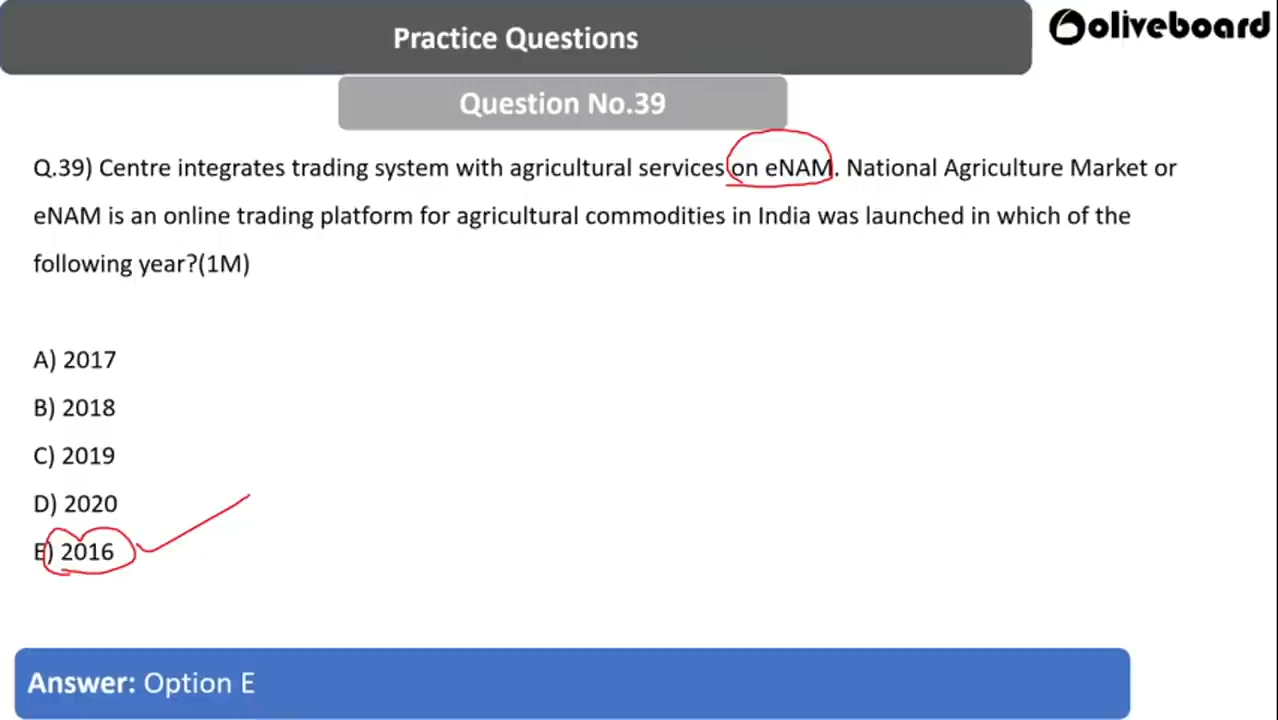 Practice Questions
oliveboard
Question No.39
Q.39) Centre integrates trading system with agricultural services on eNAM. National Agriculture Market or
eNAM is an online trading platform for agricultural commodities in India was launched in which of the
following year?(1M)
A) 2017
B) 2018
C) 2019
D) 2020
E) 2016
Answer: Option E